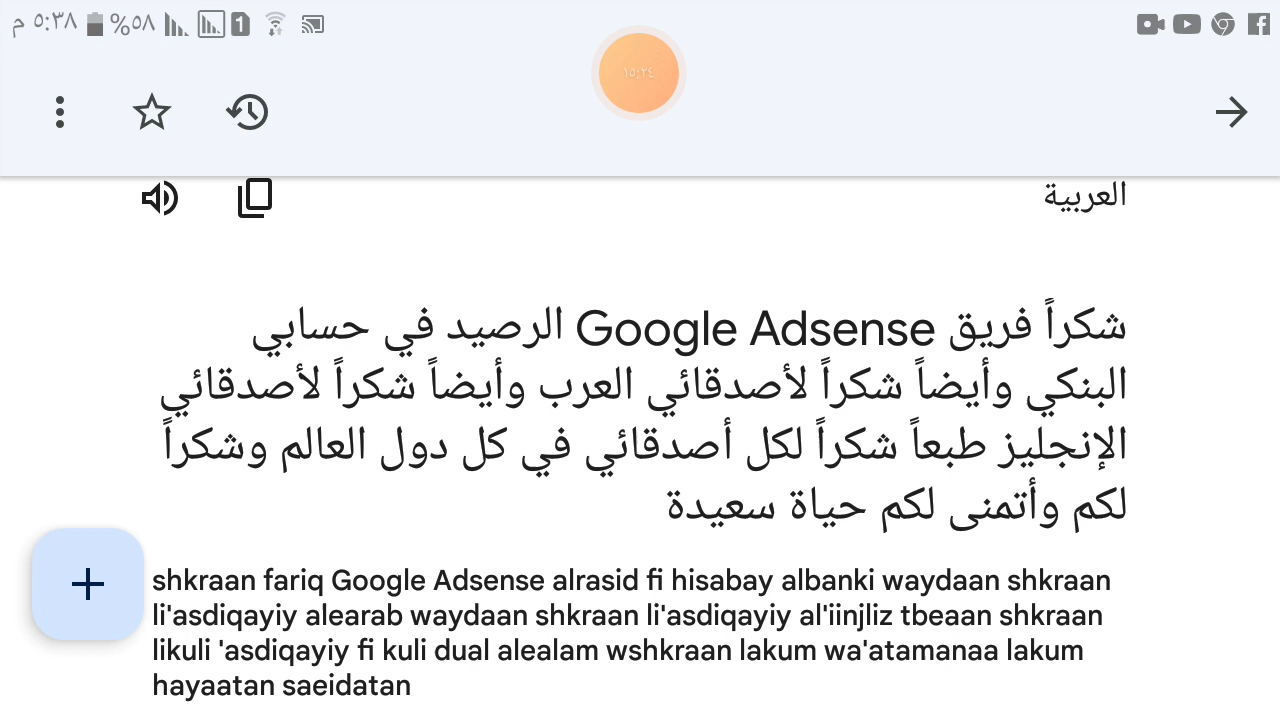 م ٥:٣٨ %٥٨ 1
١٥:٢٤
العربية
شكراً فريق Google Adsense الرصيد في حسابي
البنكي وأيضاً شكراً لأصدقائي العرب وأيضاً شكراً لأصدقائي
الإنجليز طبعاً شكراً لكل أصدقائي في كل دول العالم وشكراً
لكم وأتمنى لكم حياة سعيدة
shkraan fariq Google Adsense alrasid fi hisabay albanki waydaan shkraan
li'asdiqayiy alearab waydaan shkraan li'asdiqayiy al'iinjliz tbeaan shkraan
likuli 'asdiqayiy fi kuli dual alealam wshkraan lakum wa'atamanaa lakum
hayaatan saeidatan